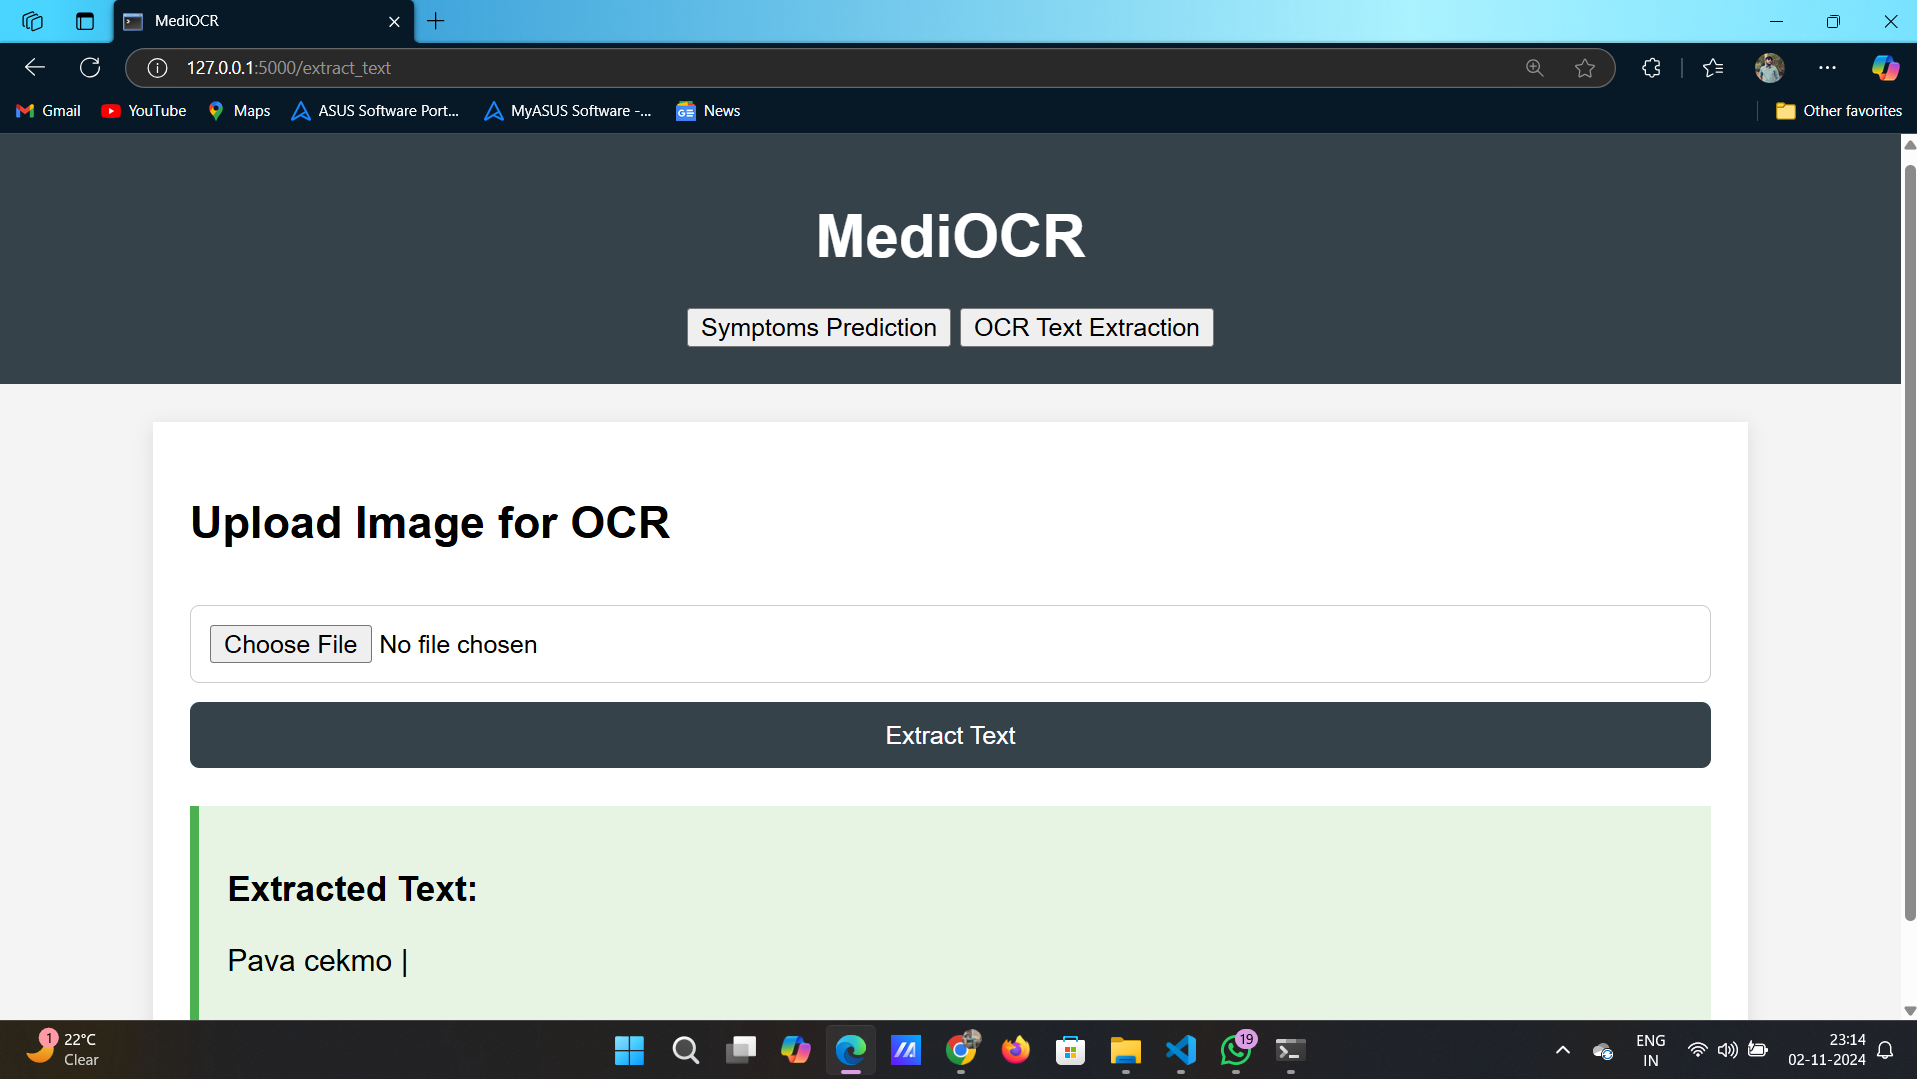 MediOCR
127.0.0.1:5000/extract_text
Gmail
YouTube
Maps
ASUS Software Port...
MyASUS Software -...
News
Other favorites
MediOCR
Symptoms Prediction
OCR Text Extraction
Upload Image for OCR
Choose File No file chosen
Extract Text
Extracted Text:
Pava cekmo |
1
22°C
Clear
19
ENG
IN
23:14
02-11-2024